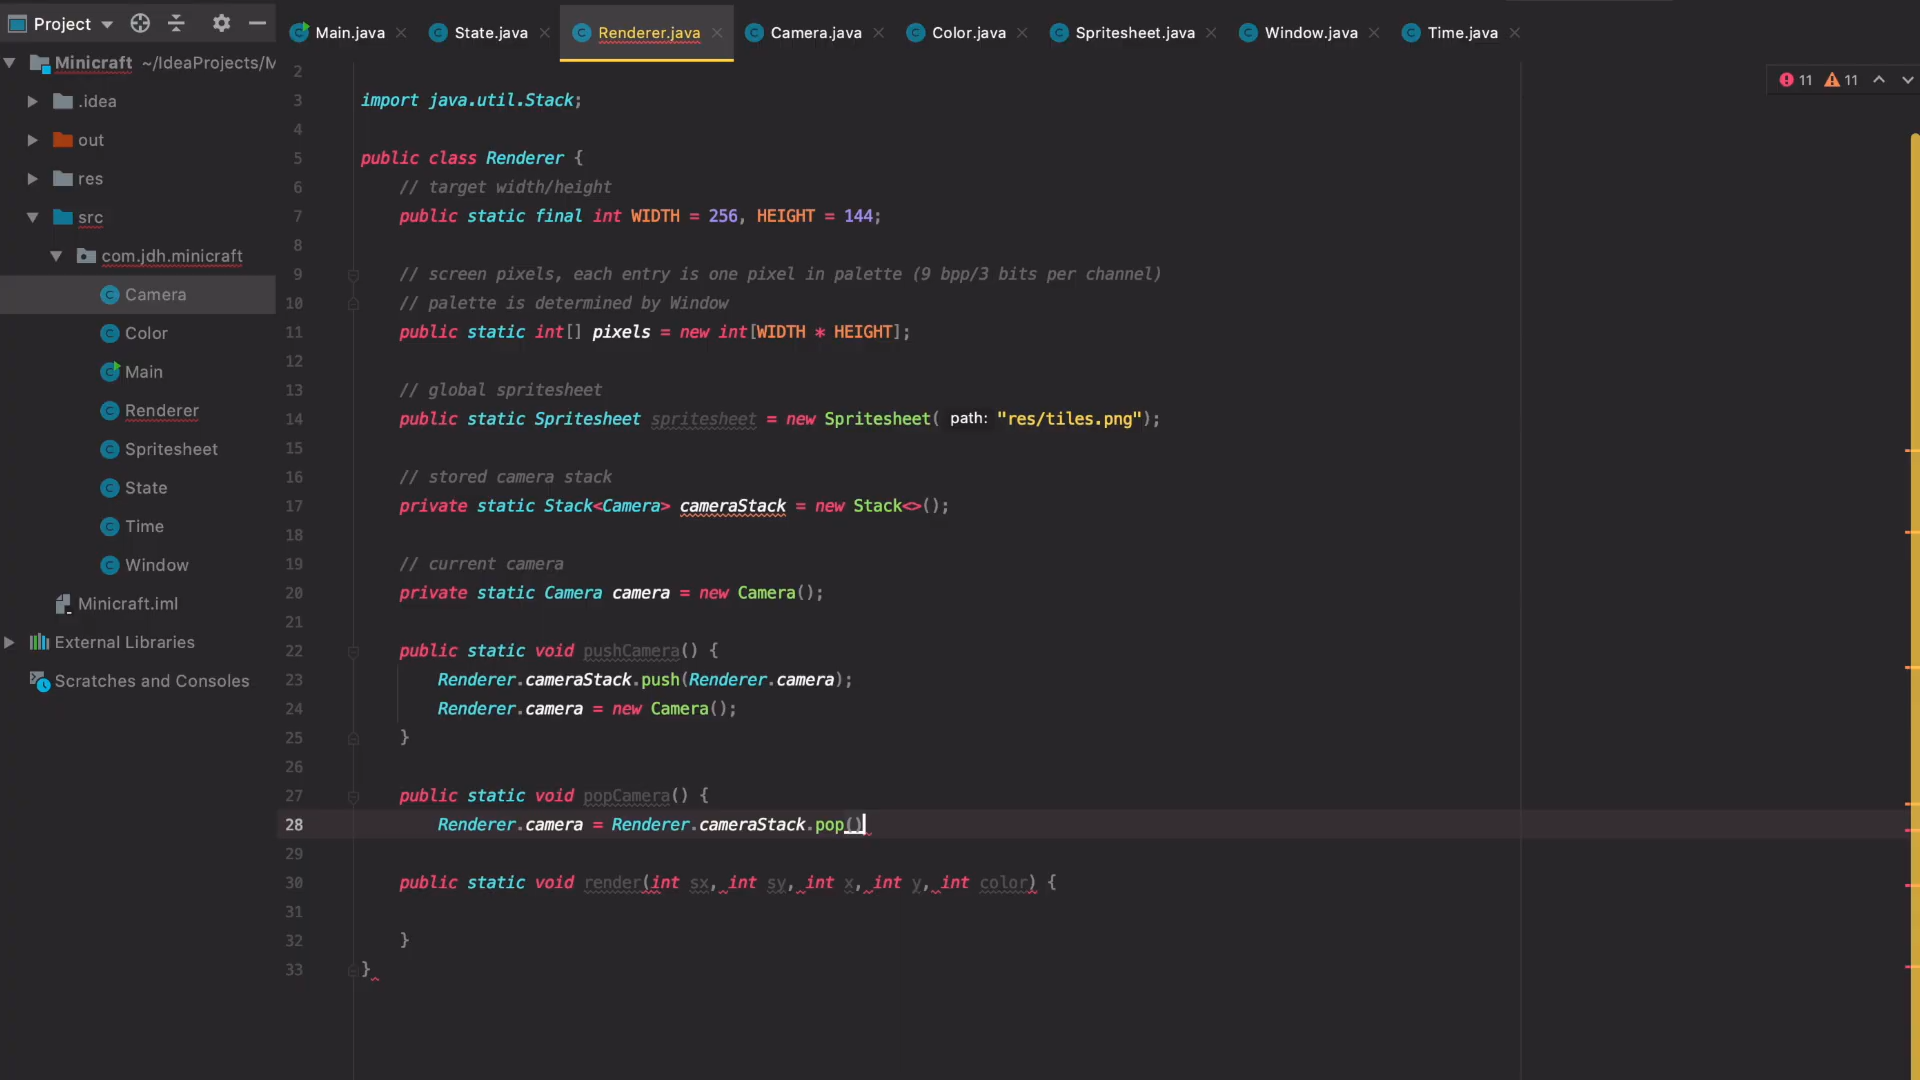 Project
Main.java
State.java
Renderer.java
Camera.java
Color.java
Spritesheet.java
Window.java
Time.java
Minicraft ~/IdeaProjects/M
.idea
out
res
src
com.jdh.minicraft
Camera
Color
Main
Renderer
Spritesheet
State
Time
Window
Minicraft.iml
External Libraries
Scratches and Consoles
11 11
2
3 import java.util.Stack;
4
5 public class Renderer {
6 // target width/height
7 public static final int WIDTH = 256, HEIGHT = 144;
8
9 // screen pixels, each entry is one pixel in palette (9 bpp/3 bits per channel)
10 // palette is determined by Window
11 public static int[] pixels = new int[WIDTH * HEIGHT];
12
13 // global spritesheet
14 public static Spritesheet spritesheet = new Spritesheet( path: "res/tiles.png");
15
16 // stored camera stack
17 private static Stack<Camera> cameraStack = new Stack<>();
18
19 // current camera
20 private static Camera camera = new Camera();
21
22 public static void pushCamera() {
23 Renderer.cameraStack.push(Renderer.camera);
24 Renderer.camera = new Camera();
25 }
26
27 public static void popCamera() {
28 Renderer.camera = Renderer.cameraStack.pop()
29
30 public static void render(int sx, int sy, int x, int y, int color) {
31
32 }
33 }